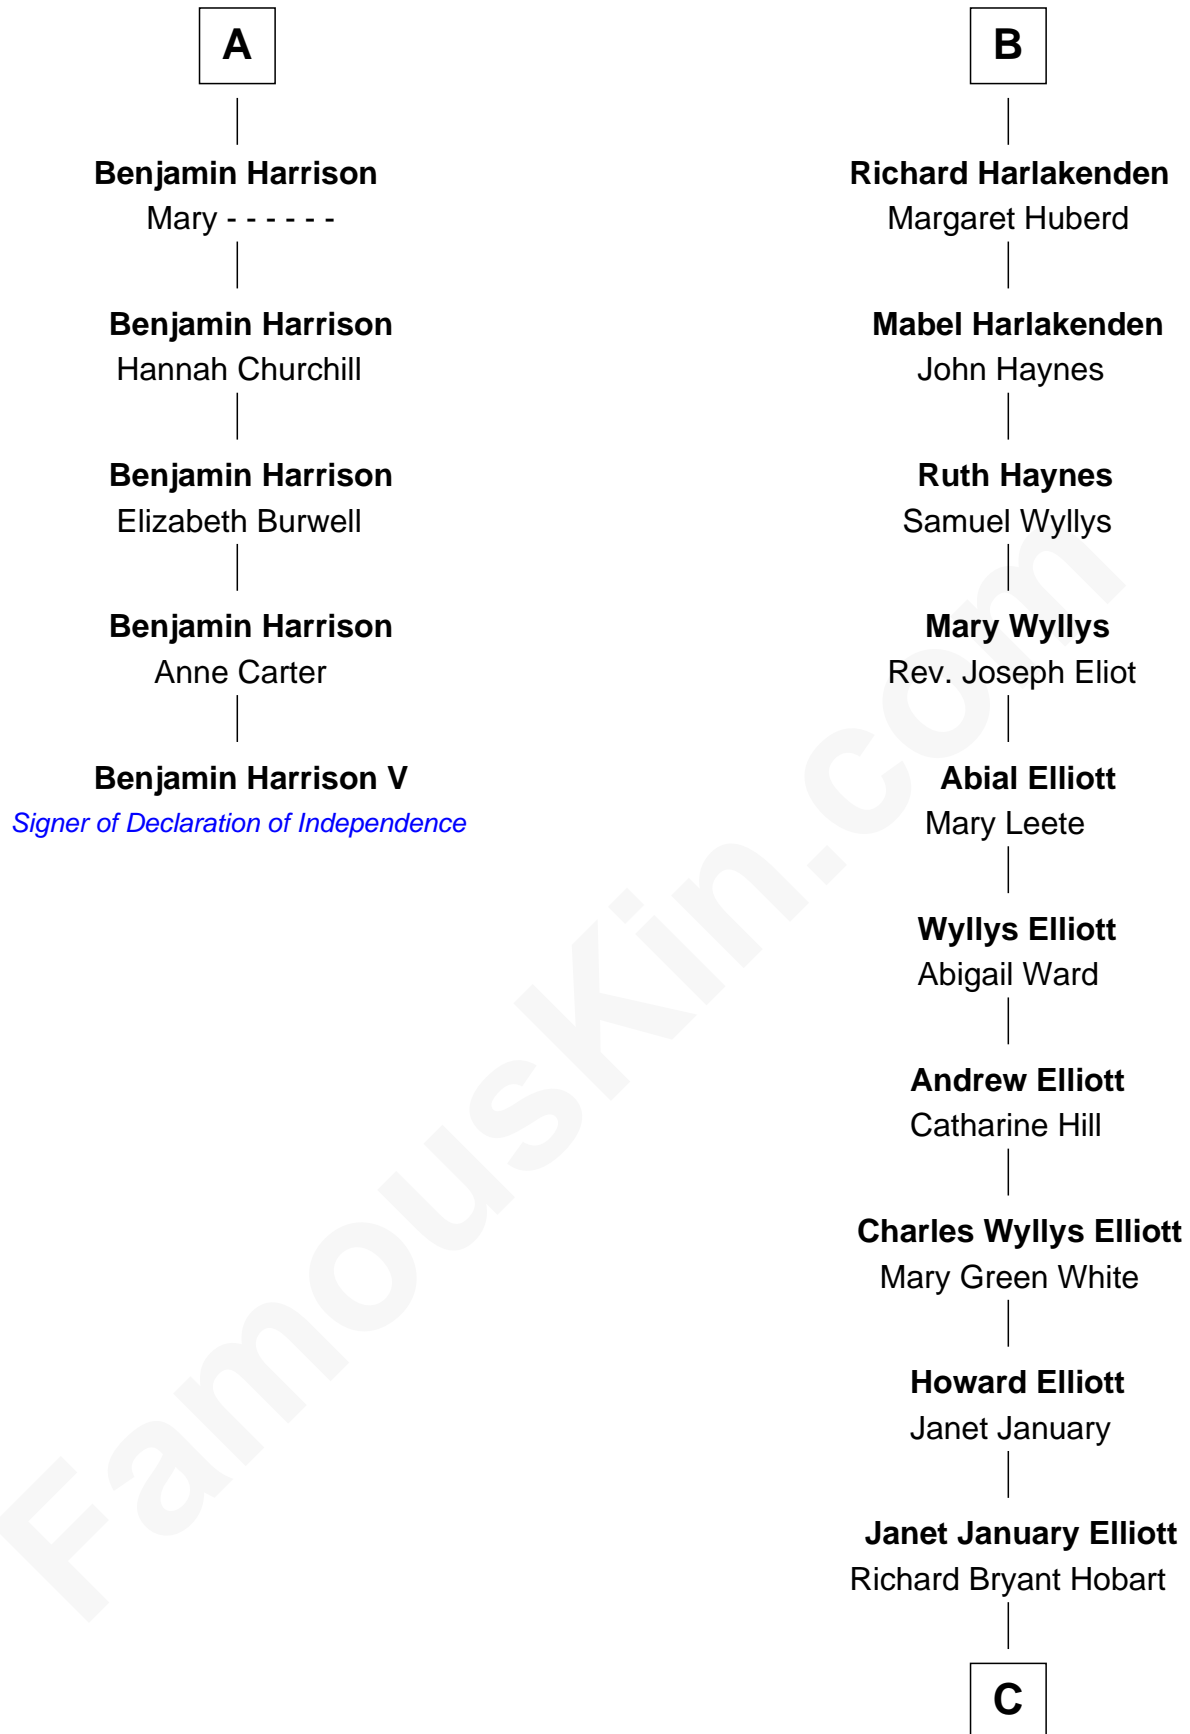 A
Benjamin Harrison
Mary - - - - - -
Benjamin Harrison
Hannah Churchill
Benjamin Harrison
Elizabeth Burwell
Benjamin Harrison
Anne Carter
Benjamin Harrison V
Signer of Declaration of Independence
B
Richard Harlakenden
Margaret Huberd
Mabel Harlakenden
John Haynes
Ruth Haynes
Samuel Wyllys
Mary Wyllys
Rev. Joseph Eliot
Abial Elliott
Mary Leete
Wyllys Elliott
Abigail Ward
Andrew Elliott
Catharine Hill
Charles Wyllys Elliott
Mary Green White
Howard Elliott
Janet January
Janet January Elliott
Richard Bryant Hobart
C
FamousKin.com